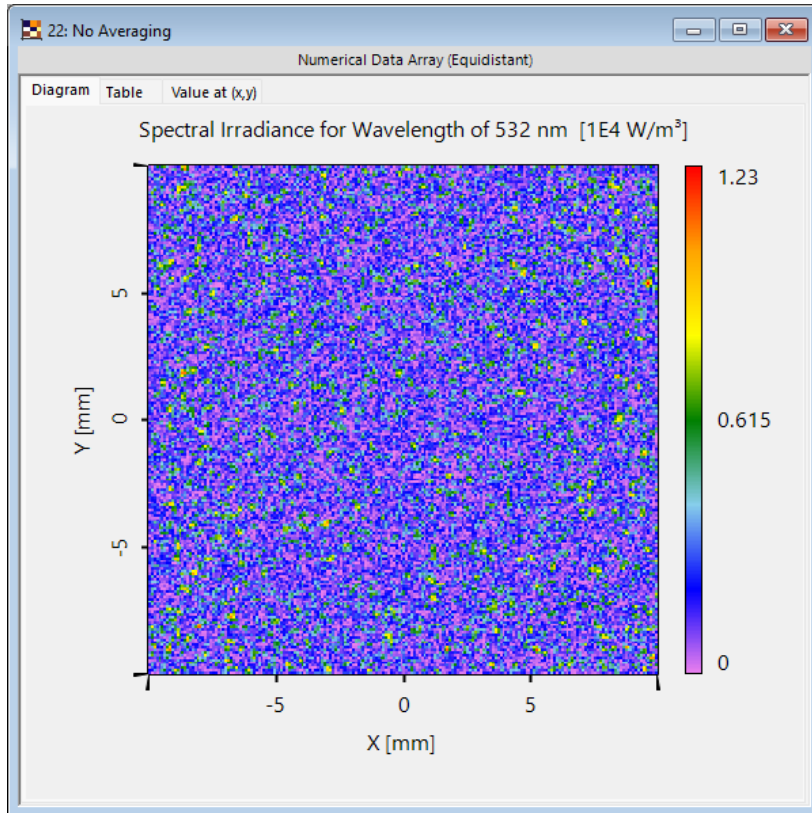 22: No Averaging
Numerical Data Array (Equidistant)
Diagram Table Value at (x,y)
Spectral Irradiance for Wavelength of 532 nm [1E4 W/m³]
1.23
5
0.615
0
Y [mm]
-5
0
-5 0 5
X [mm]